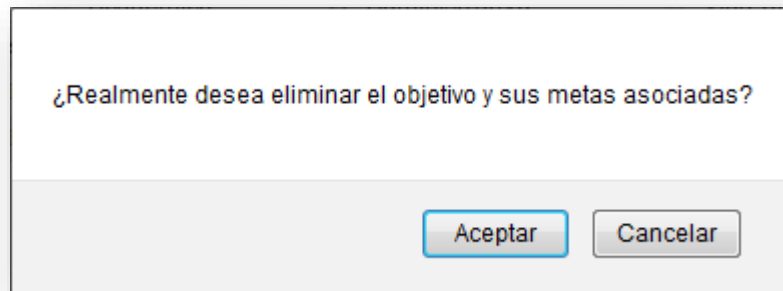 ¿Realmente desea eliminar el objetivo y sus metas asociadas?
Aceptar Cancelar